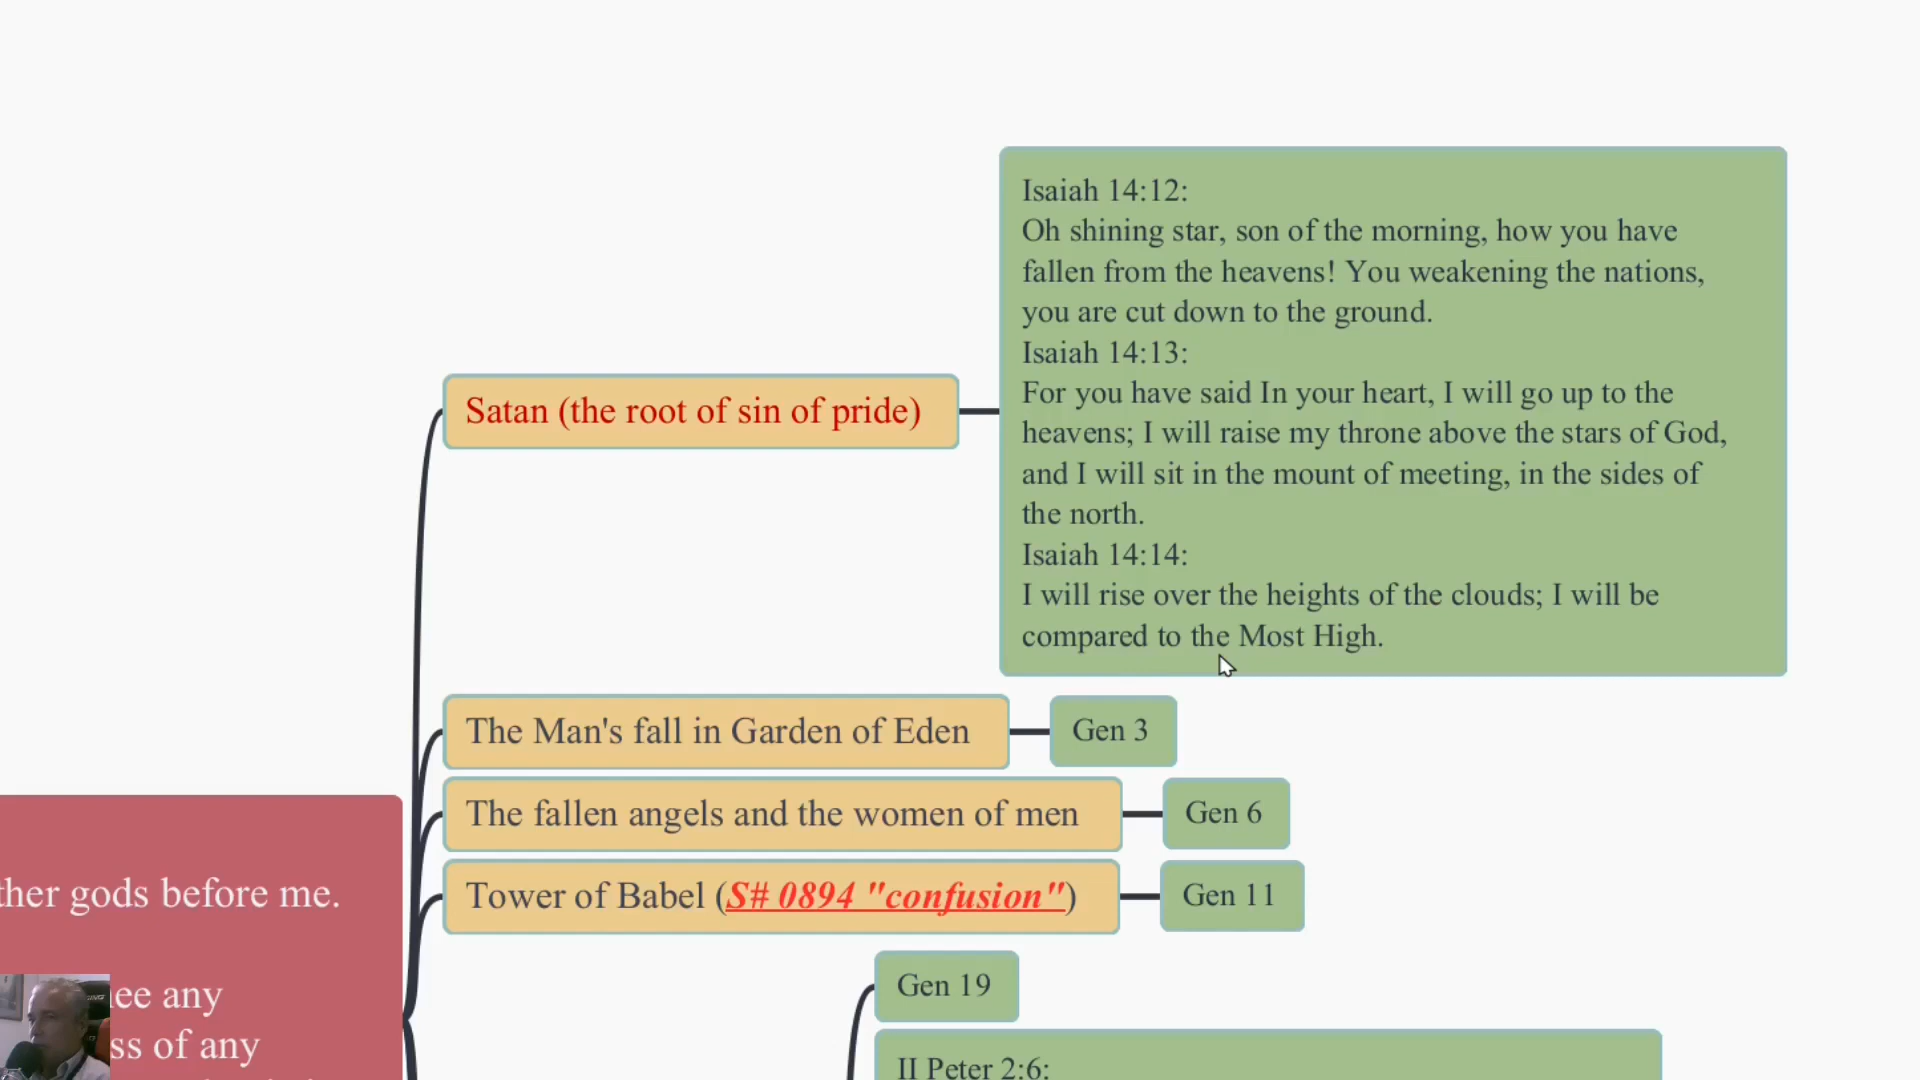 Isaiah 14:12:
Oh shining star, son of the morning, how you have
fallen from the heavens! You weakening the nations,
you are cut down to the ground.
Isaiah 14:13:
For you have said In your heart, I will go up to the
heavens; I will raise my throne above the stars of God,
and I will sit in the mount of meeting, in the sides of
the north.
Isaiah 14:14:
I will rise over the heights of the clouds; I will be
compared to the Most High.
Satan (the root of sin of pride)
The Man's fall in Garden of Eden
Gen 3
The fallen angels and the women of men
Gen 6
Tower of Babel (S# 0894 "confusion")
Gen 11
gods before me.
any
of any
Gen 19
II Peter 2:6: